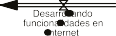 Desarrollando
funcionalidades en
Internet